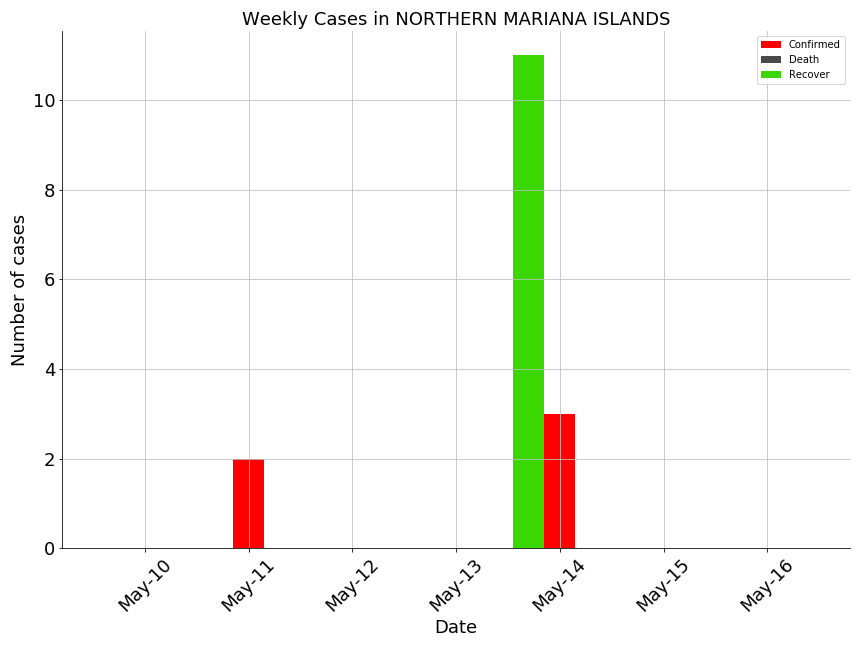 Weekly Cases in NORTHERN MARIANA ISLANDS
Confirmed
Death
Recover
Number of cases
10
8
6
4
2
0
May-10
May-11
May-12
May-13
May-14
May-15
May-16
Date